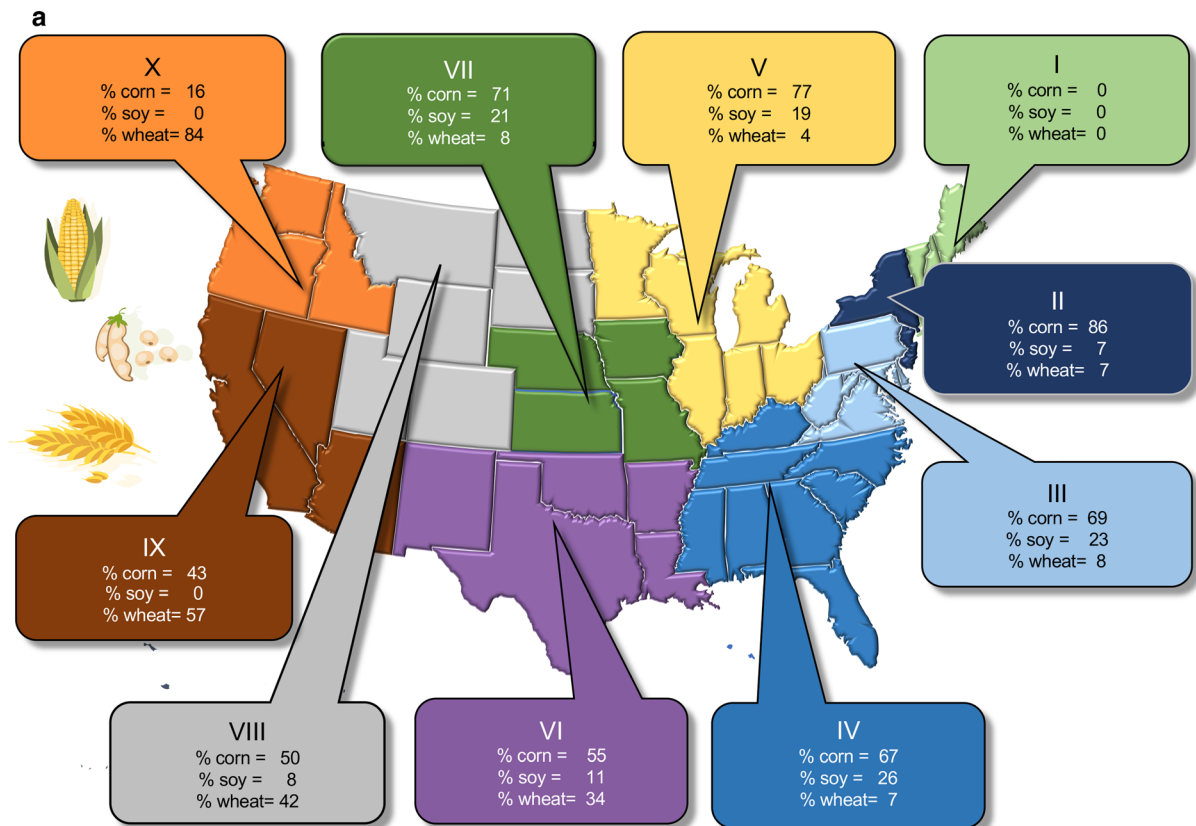 a
X
% corn = 16
% soy = 0
% wheat= 84
VII
% corn = 71
% soy = 21
% wheat= 8
V
% corn = 77
% soy = 19
% wheat= 4
I
% corn = 0
% soy = 0
% wheat= 0
II
% corn = 86
% soy = 7
% wheat= 7
III
% corn = 69
% soy = 23
% wheat= 8
IX
% corn = 43
% soy = 0
% wheat= 57
VIII
% corn = 50
% soy = 8
% wheat= 42
VI
% corn = 55
% soy = 11
% wheat= 34
IV
% corn = 67
% soy = 26
% wheat= 7